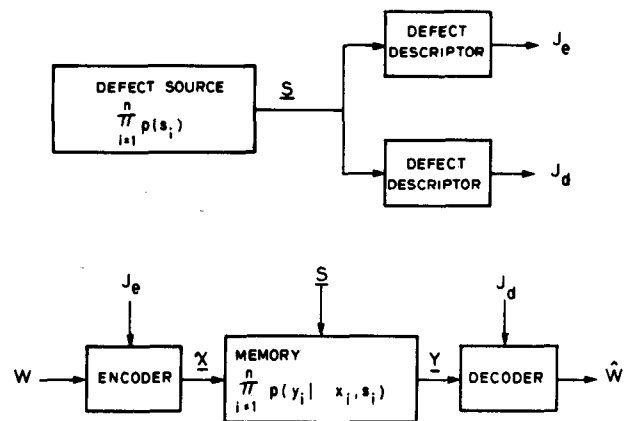 DEFECT SOURCE
n
π p(s_i)
i=1
S
DEFECT
DESCRIPTOR
J_e
DEFECT
DESCRIPTOR
J_d
J_e
S
J_d
W
ENCODER
X
MEMORY
n
π p(y_i| x_i,s_i)
i=1
Y
DECODER
Ŵ